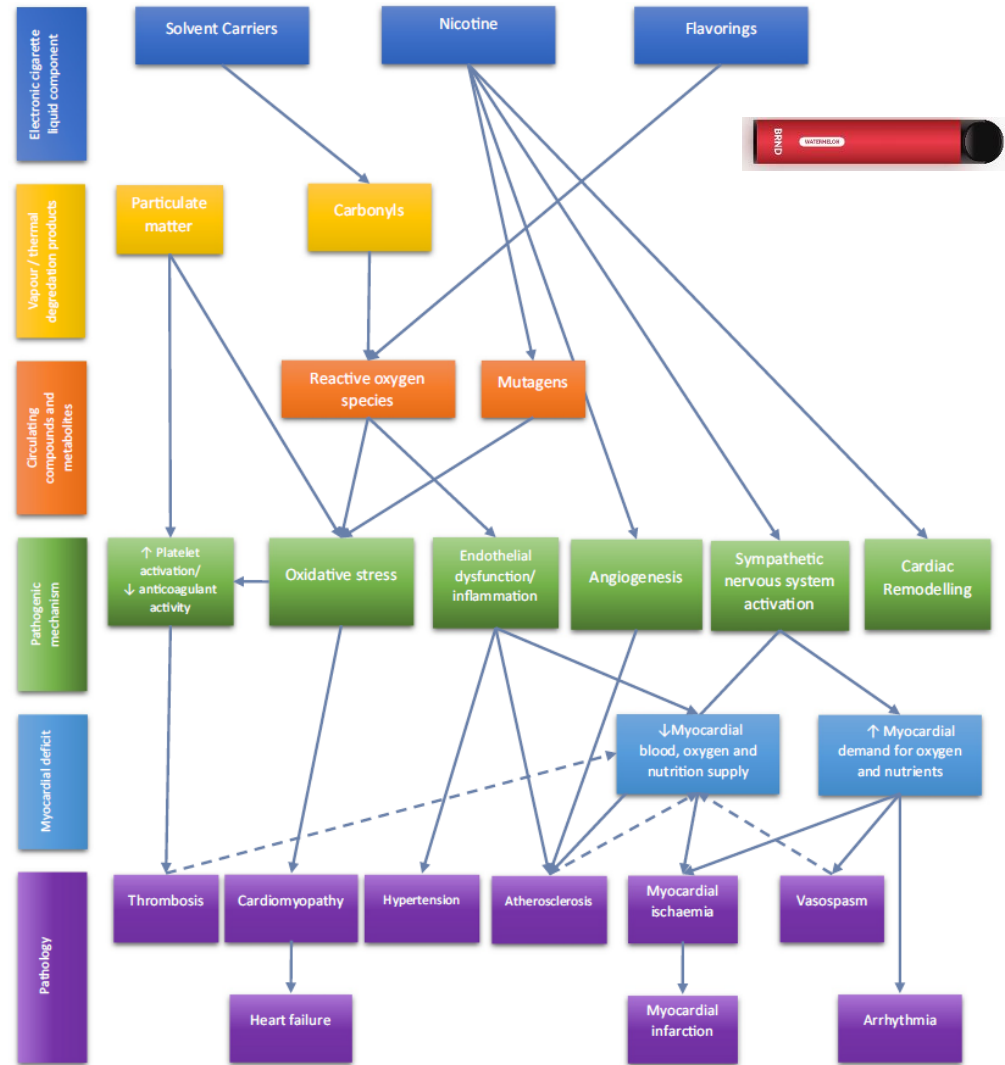 Electronic cigarette
liquid component
Solvent Carriers
Nicotine
Flavorings
BRND
WATERMELON
Vapour / thermal
degredation products
Particulate
matter
Carbonyls
Circulating
compounds and
metabolites
Reactive oxygen
species
Mutagens
Pathogenic
mechanism
↑ Platelet
activation/
↓ anticoagulant
activity
Oxidative stress
Endothelial
dysfunction/
inflammation
Angiogenesis
Sympathetic
nervous system
activation
Cardiac
Remodelling
Myocardial deficit
↓Myocardial
blood, oxygen and
nutrition supply
↑ Myocardial
demand for oxygen
and nutrients
Pathology
Thrombosis
Cardiomyopathy
Hypertension
Atherosclerosis
Myocardial
ischaemia
Vasospasm
Heart failure
Myocardial
infarction
Arrhythmia